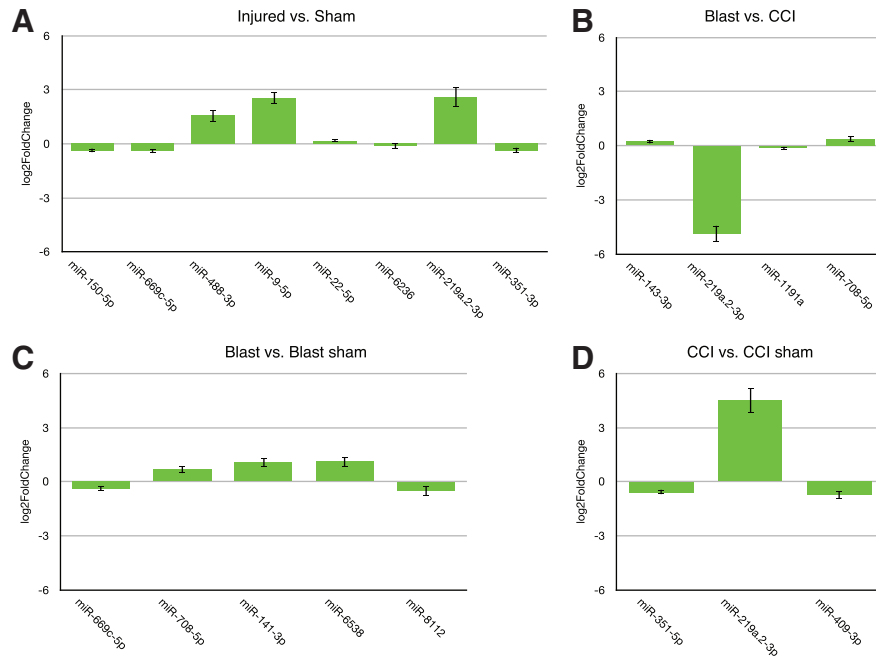 A
Injured vs. Sham
log2FoldChange
6
3
0
-3
-6
miR-150-5p
miR-669c-5p
miR-488-3p
miR-9-5p
miR-22-5p
miR-6236
miR-219a.2-3p
miR-351-3p
B
Blast vs. CCI
log2FoldChange
6
3
0
-3
-6
miR-143-3p
miR-219a.2-3p
miR-1191a
miR-708-5p
C
Blast vs. Blast sham
log2FoldChange
6
3
0
-3
-6
miR-669c-5p
miR-708-5p
miR-141-3p
miR-6538
miR-8112
D
CCI vs. CCI sham
log2FoldChange
6
3
0
-3
-6
miR-351-5p
miR-219a.2-3p
miR-409-3p